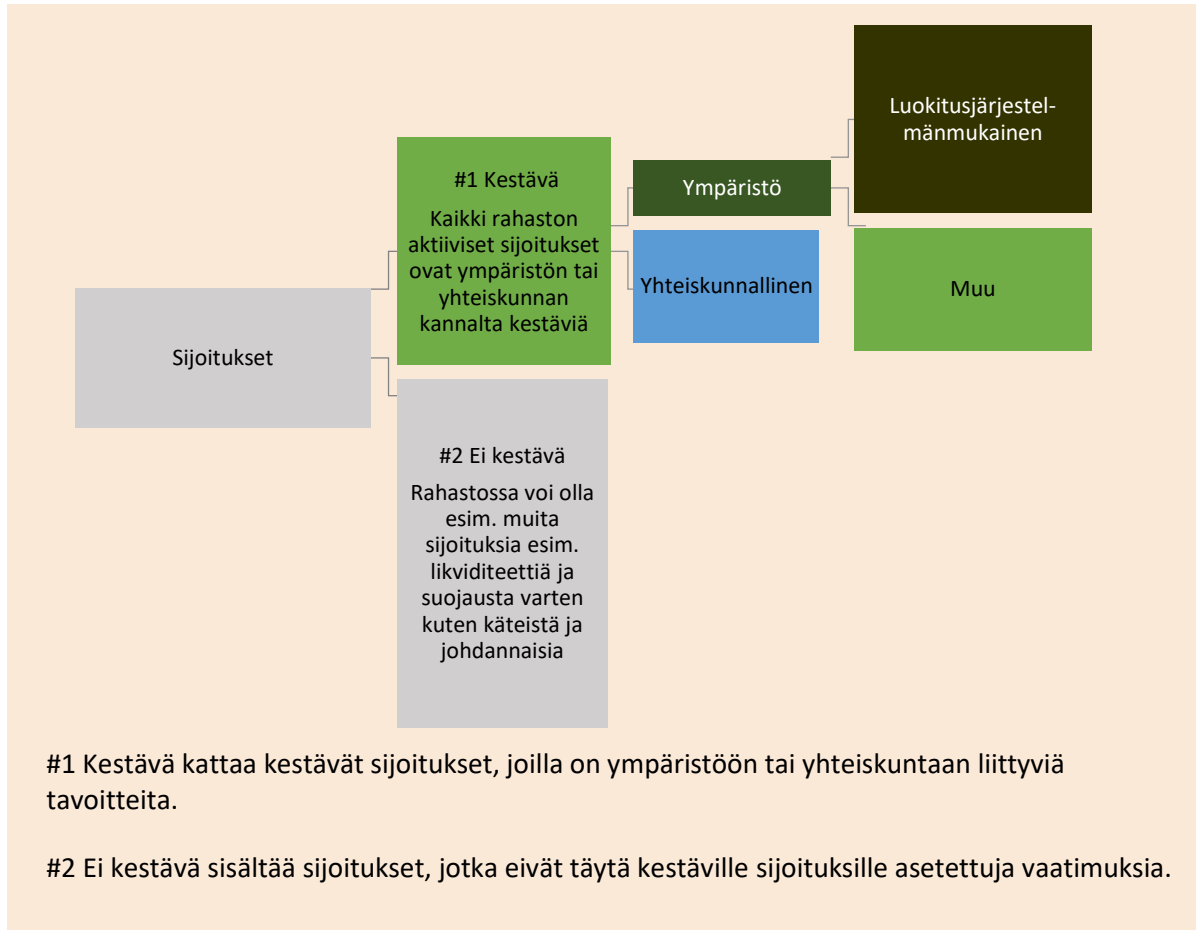 Sijoitukset
#1 Kestävä
Kaikki rahaston
aktiiviset sijoitukset
ovat ympäristön tai
yhteiskunnan
kannalta kestäviä
#2 Ei kestävä
Rahastossa voi olla
esim. muita
sijoituksia esim.
likviditeettiä ja
suojausta varten
kuten käteistä ja
johdannaisia
Ympäristö
Yhteiskunnallinen
Luokitusjärjestel-
mänmukainen
Muu
#1 Kestävä kattaa kestävät sijoitukset, joilla on ympäristöön tai yhteiskuntaan liittyviä
tavoitteita.
#2 Ei kestävä sisältää sijoitukset, jotka eivät täytä kestäville sijoituksille asetettuja vaatimuksia.